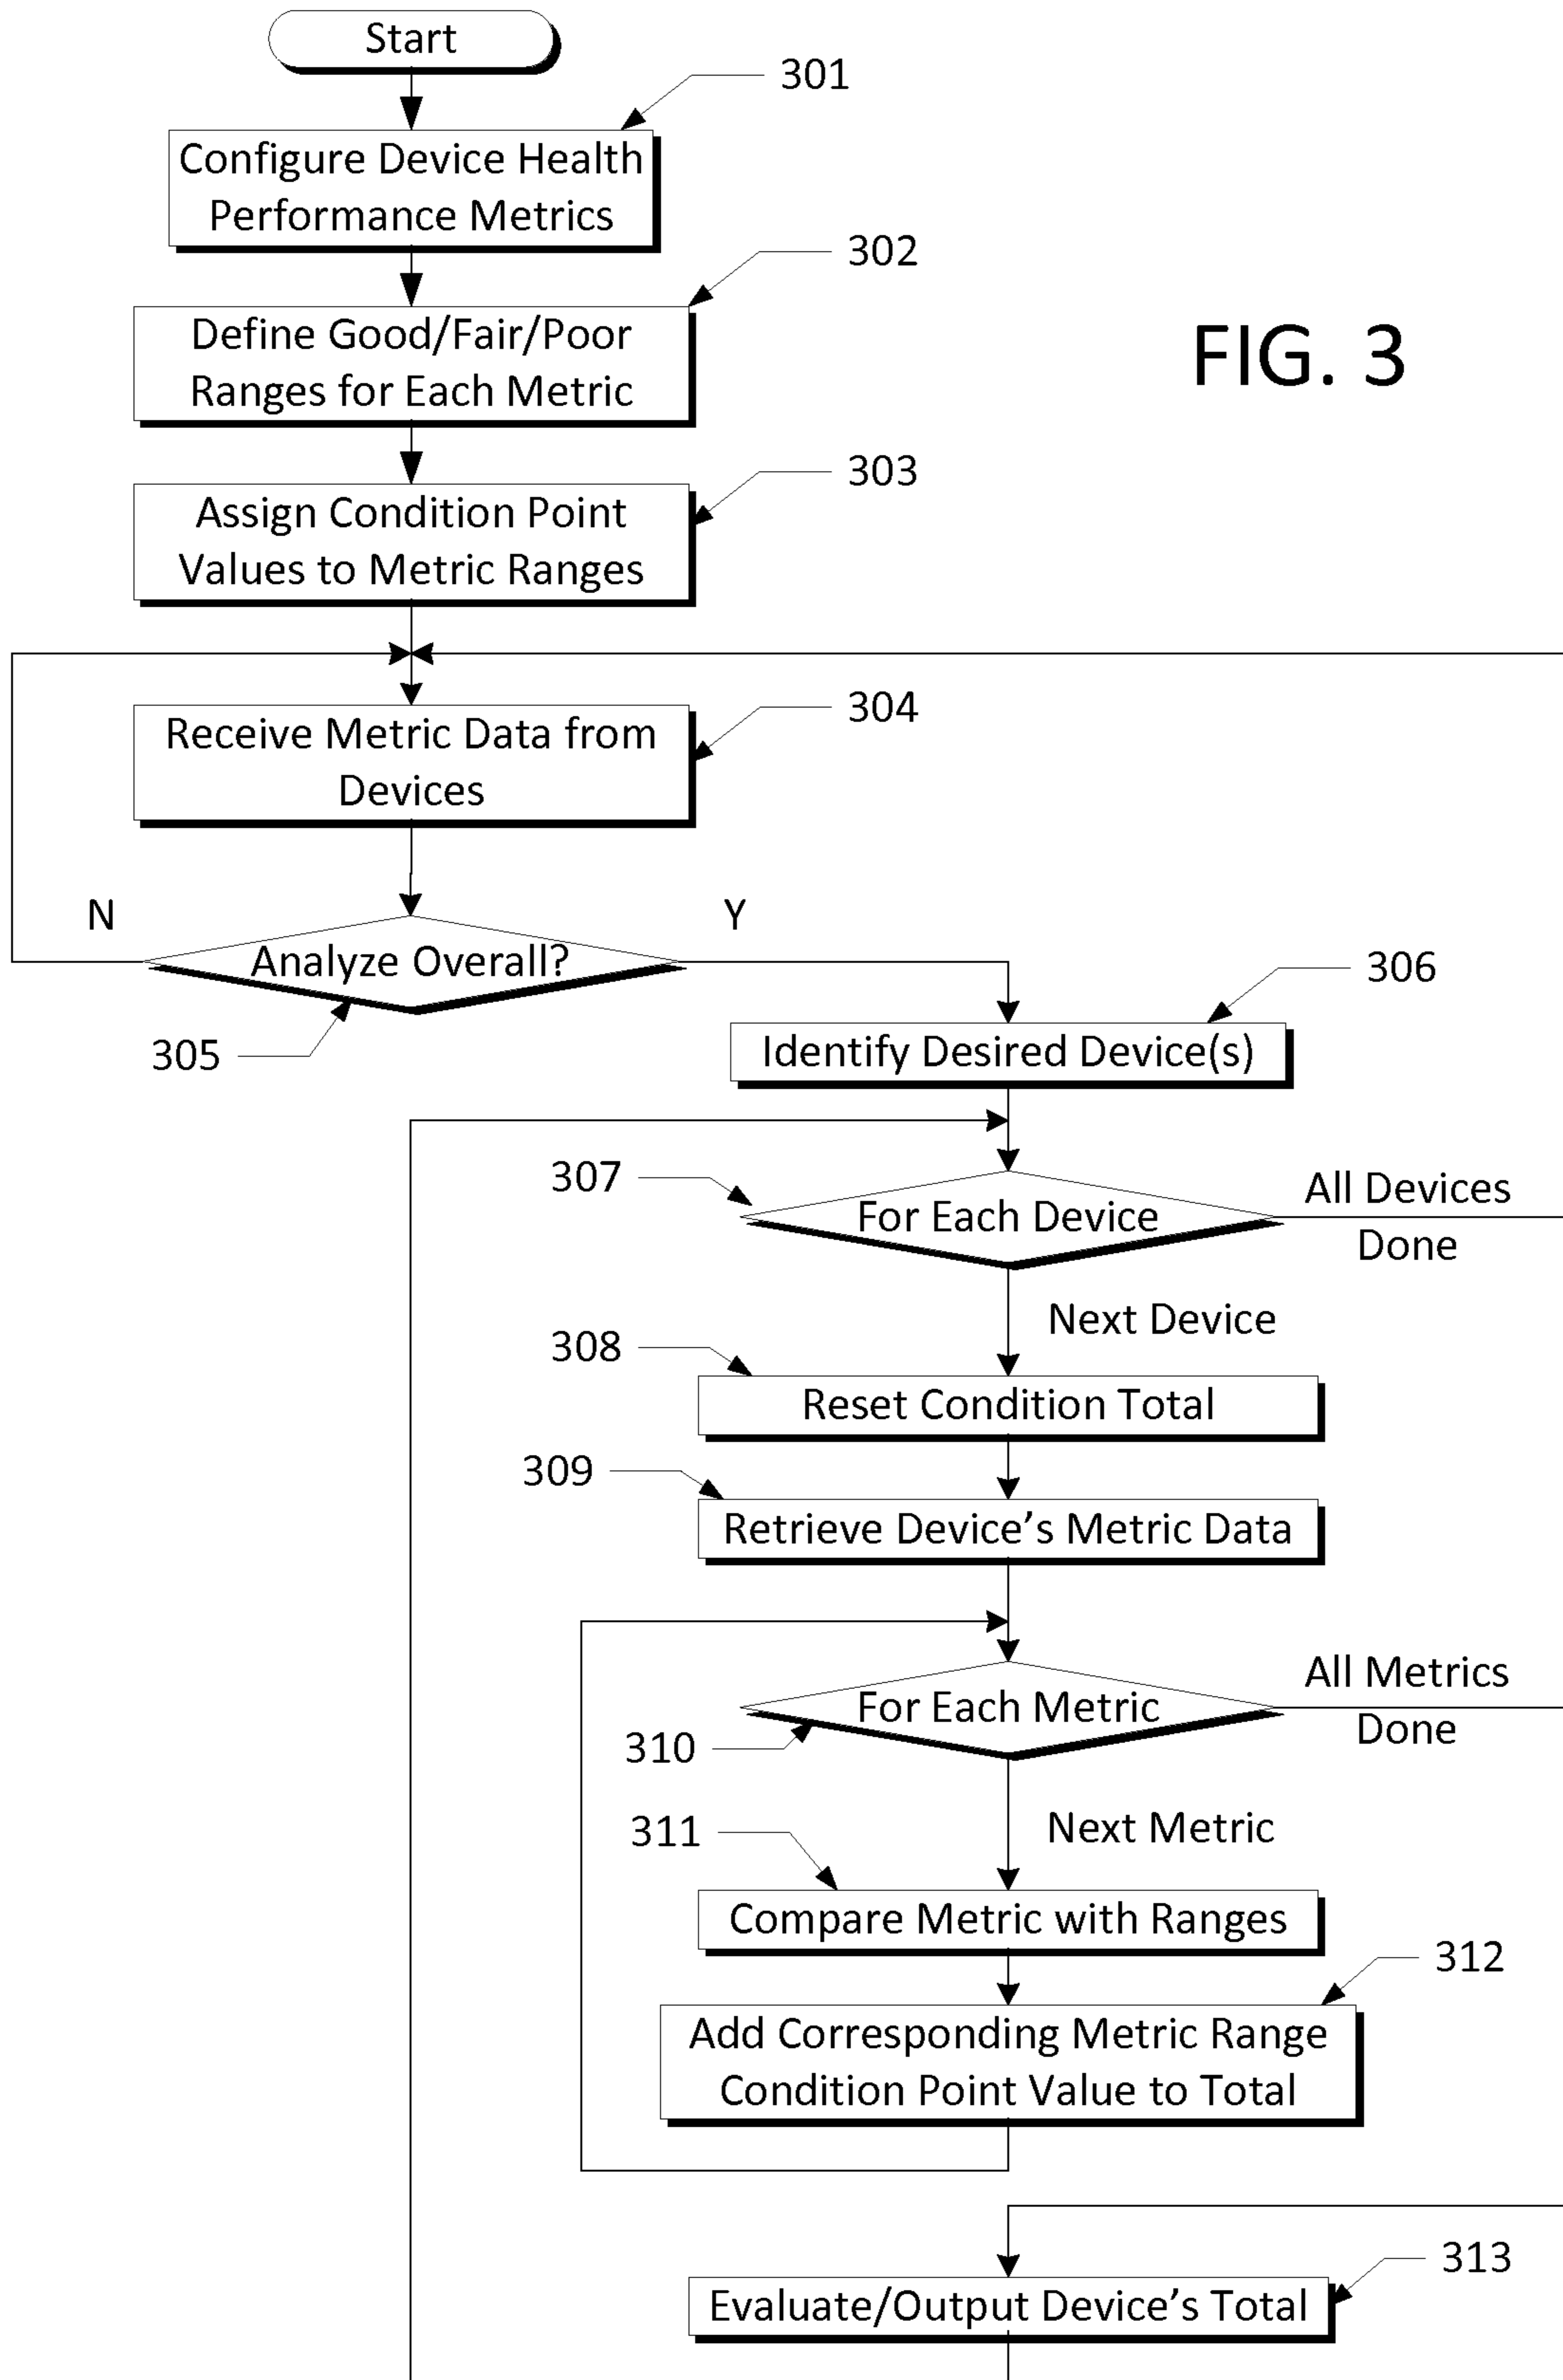 Start
301
Configure Device Health
Performance Metrics
302
Define Good/Fair/Poor
Ranges for Each Metric
FIG. 3
303
Assign Condition Point
Values to Metric Ranges
304
Receive Metric Data from
Devices
N
Y
Analyze Overall?
305
306
Identify Desired Device(s)
307
For Each Device
All Devices
Done
Next Device
308
Reset Condition Total
309
Retrieve Device’s Metric Data
For Each Metric
All Metrics
Done
310
Next Metric
311
Compare Metric with Ranges
312
Add Corresponding Metric Range
Condition Point Value to Total
313
Evaluate/Output Device’s Total